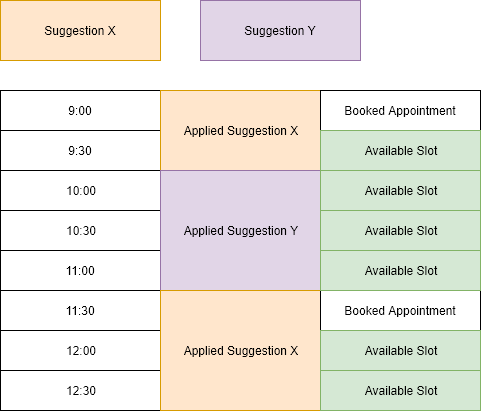 Suggestion X
Suggestion Y
9:00
Applied Suggestion X
Booked Appointment
9:30
Available Slot
10:00
Available Slot
10:30
Applied Suggestion Y
Available Slot
11:00
Available Slot
11:30
Booked Appointment
12:00
Applied Suggestion X
Available Slot
12:30
Available Slot